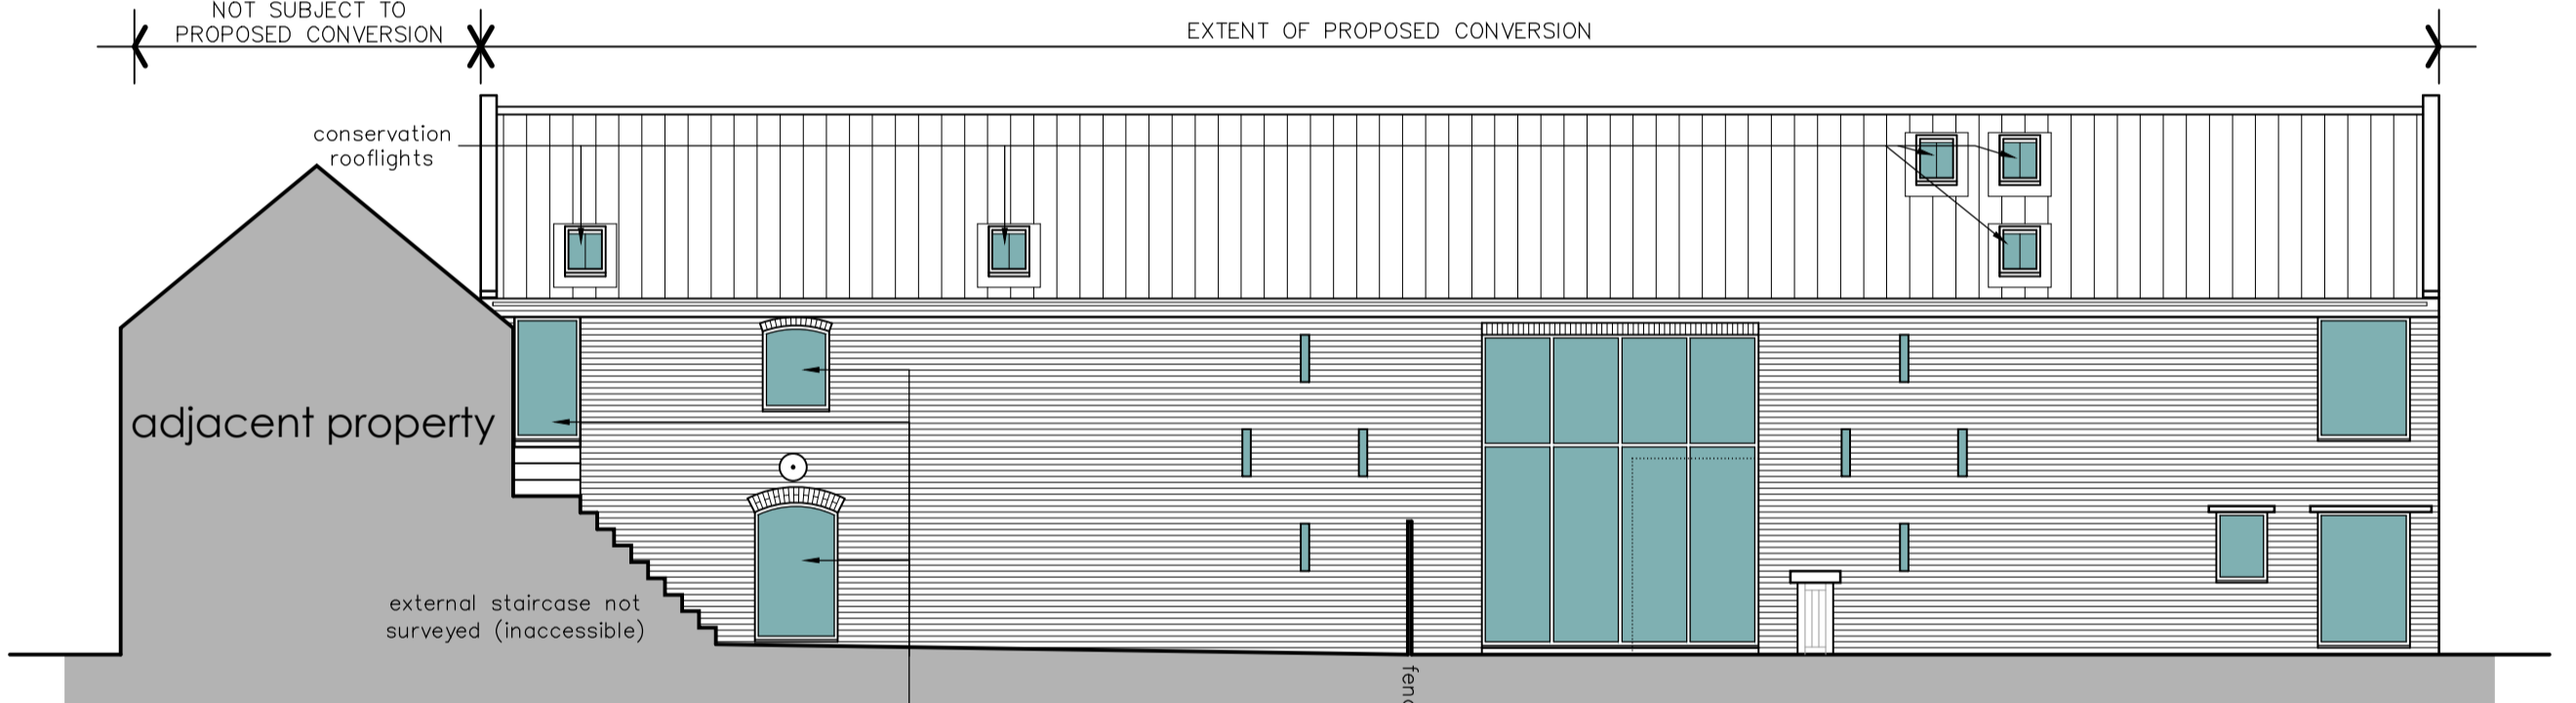 NOT SUBJECT TO
PROPOSED CONVERSION
EXTENT OF PROPOSED CONVERSION
conservation
rooflights
adjacent property
external staircase not
surveyed (inaccessible)